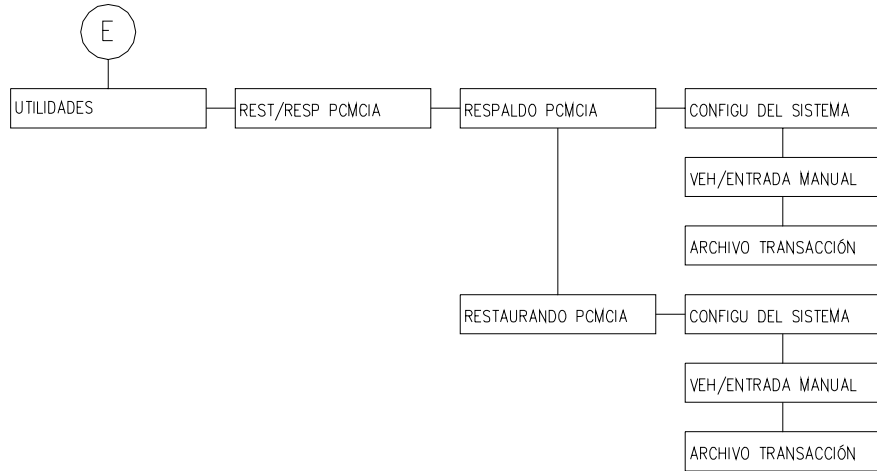 E
UTILIDADES
REST/RESP PCMCIA
RESPALDO PCMCIA
CONFIGU DEL SISTEMA
VEH/ENTRADA MANUAL
ARCHIVO TRANSACCIÓN
RESTAURANDO PCMCIA
CONFIGU DEL SISTEMA
VEH/ENTRADA MANUAL
ARCHIVO TRANSACCIÓN